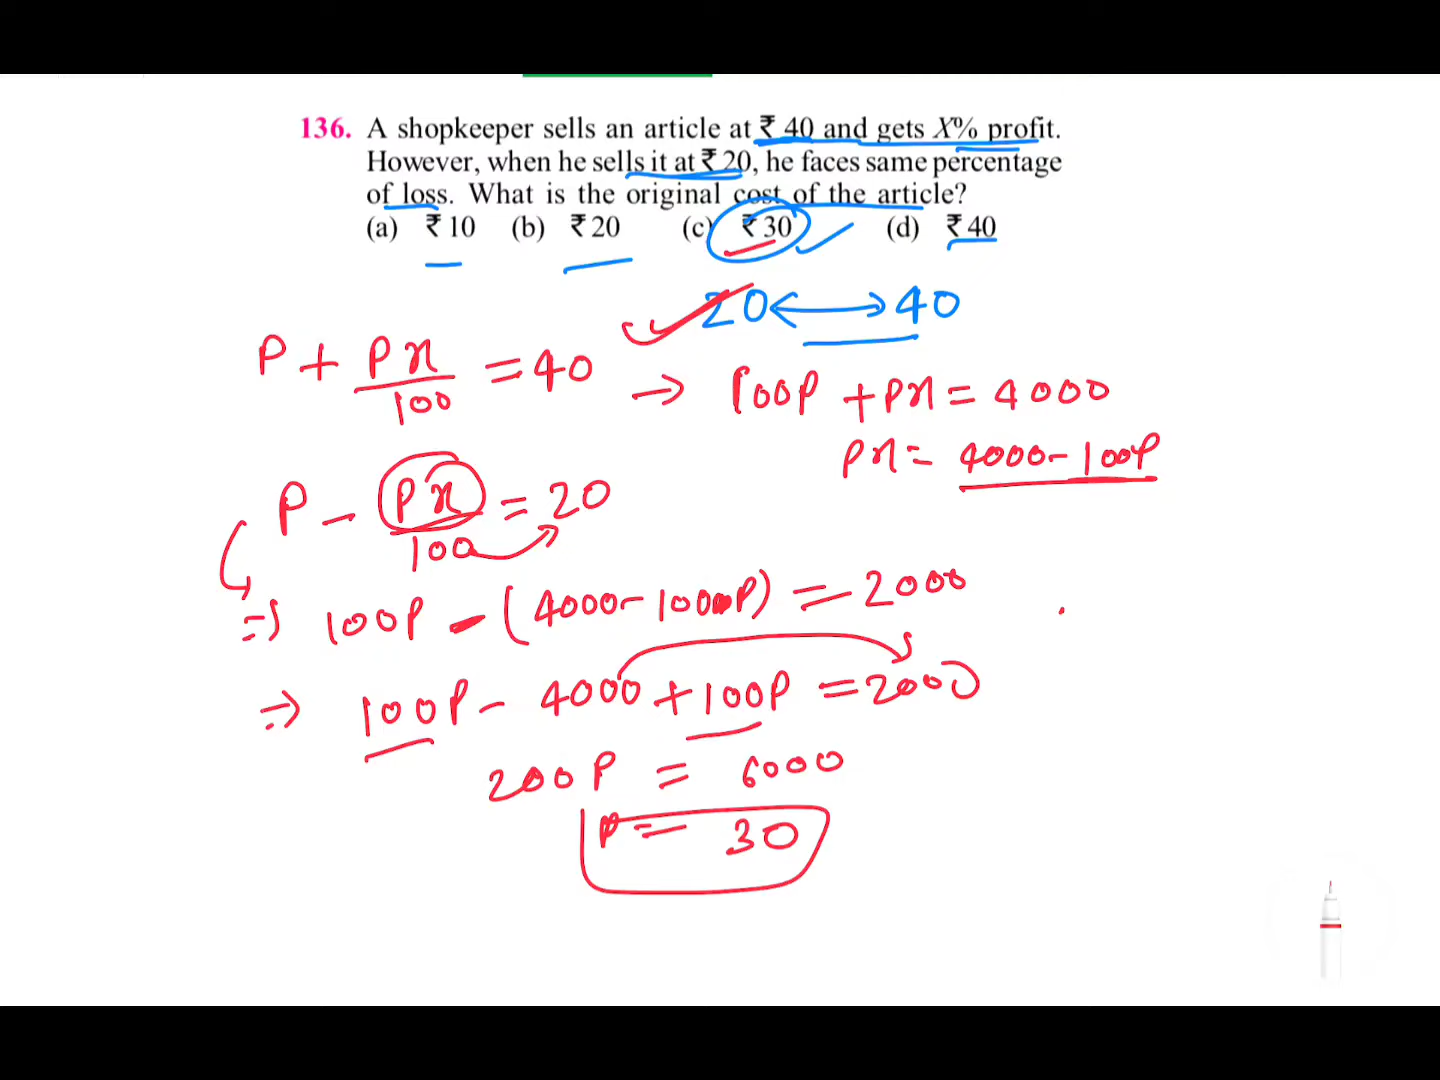 136. A shopkeeper sells an article at ₹ 40 and gets X% profit.
However, when he sells it at ₹ 20, he faces same percentage
of loss. What is the original cost of the article?
(a) ₹ 10 (b) ₹ 20 (c) ₹ 30 (d) ₹ 40
20 ↔ 40
P + Px/100 = 40
→ 100P + Px = 4000
Px = 4000 - 100P
P - Px/100 = 20
⇒ 100P - (4000 - 100P) = 2000
⇒ 100P - 4000 + 100P = 2000
200P = 6000
P = 30